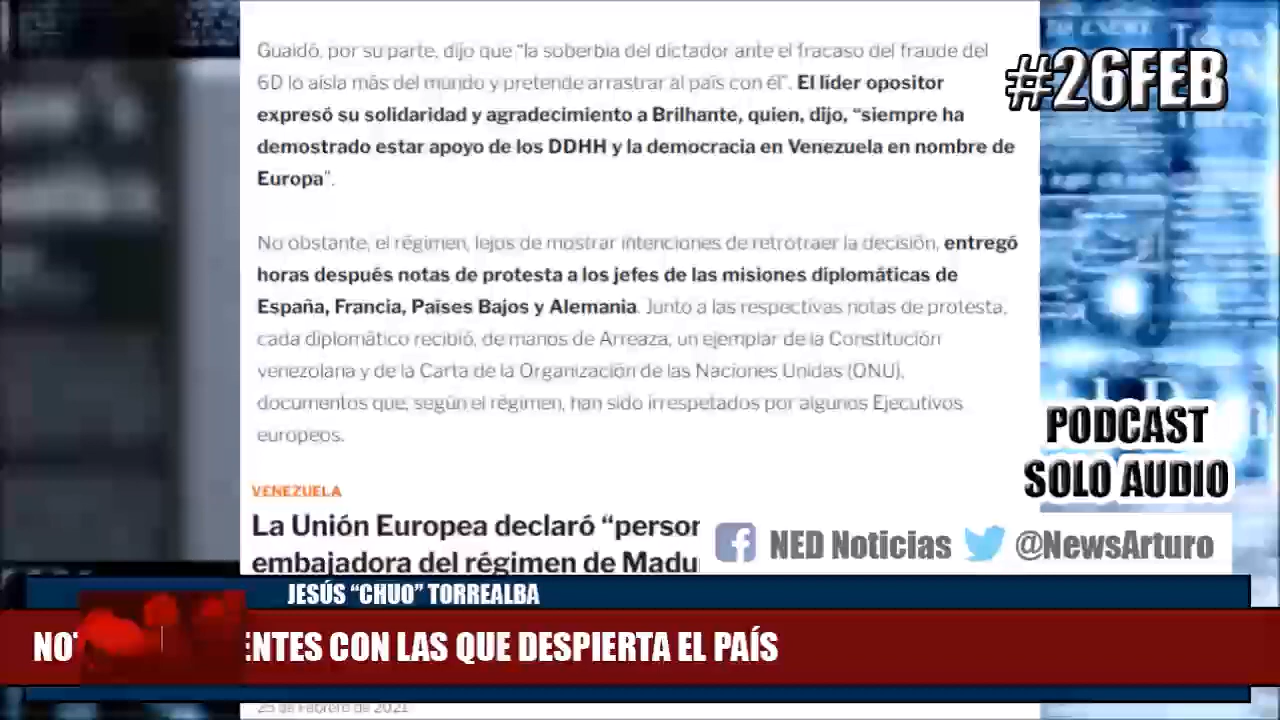 Guaidó, por su parte, dijo que “la soberbia del dictador ante el fracaso del fraude del
6D lo aísla más del mundo y pretende arrastrar al país con él”. El líder opositor
expresó su solidaridad y agradecimiento a Brilhante, quien, dijo, “siempre ha
demostrado estar apoyo de los DDHH y la democracia en Venezuela en nombre de
Europa”.
No obstante, el régimen, lejos de mostrar intenciones de retrotraer la decisión, entregó
horas después notas de protesta a los jefes de las misiones diplomáticas de
España, Francia, Países Bajos y Alemania. Junto a las respectivas notas de protesta,
cada diplomático recibió, de manos de Arreaza, un ejemplar de la Constitución
venezolana y de la Carta de la Organización de las Naciones Unidas (ONU),
documentos que, según el régimen, han sido irrespetados por algunos Ejecutivos
europeos.
VENEZUELA
La Unión Europea declaró “person
embajadora del régimen de Madu
#26FEB
PODCAST
SOLO AUDIO
NED Noticias @NewsArturo
JESÚS “CHUO” TORREALBA
NOT ENTES CON LAS QUE DESPIERTA EL PAÍS
25 de Febrero de 2021